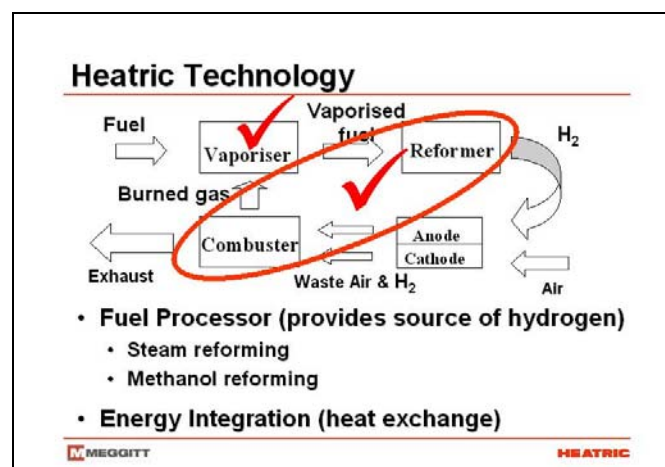 Heatric Technology
Fuel
Vaporiser
Vaporised
fuel
Reformer
H2
Burned gas
Combuster
Anode
Cathode
Exhaust
Waste Air & H2
Air
• Fuel Processor (provides source of hydrogen)
• Steam reforming
• Methanol reforming
• Energy Integration (heat exchange)
MEGGITT
HEATRIC